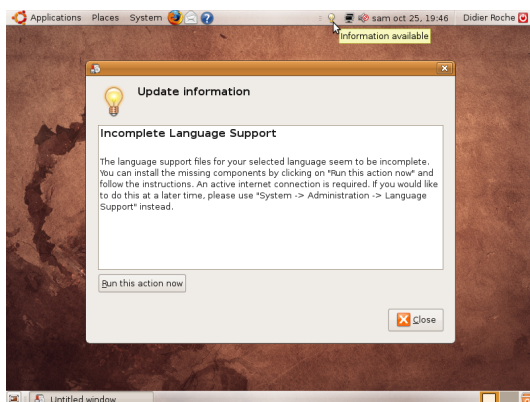 Applications Places System sam oct 25, 19:46 Didier Roche
Information available
Update information
Incomplete Language Support
The language support files for your selected language seem to be incomplete.
You can install the missing components by clicking on "Run this action now" and
follow the instructions. An active internet connection is required. If you would like
to do this at a later time, please use "System -> Administration -> Language
Support" instead.
Run this action now
Close
Untitled window